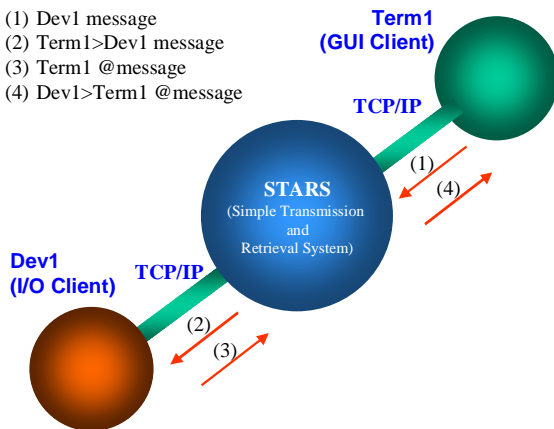 (1) Dev1 message
(2) Term1>Dev1 message
(3) Term1 @message
(4) Dev1>Term1 @message
Term1
(GUI Client)
TCP/IP
(1)
(4)
STARS
(Simple Transmission
and
Retrieval System)
Dev1
(I/O Client)
TCP/IP
(2)
(3)